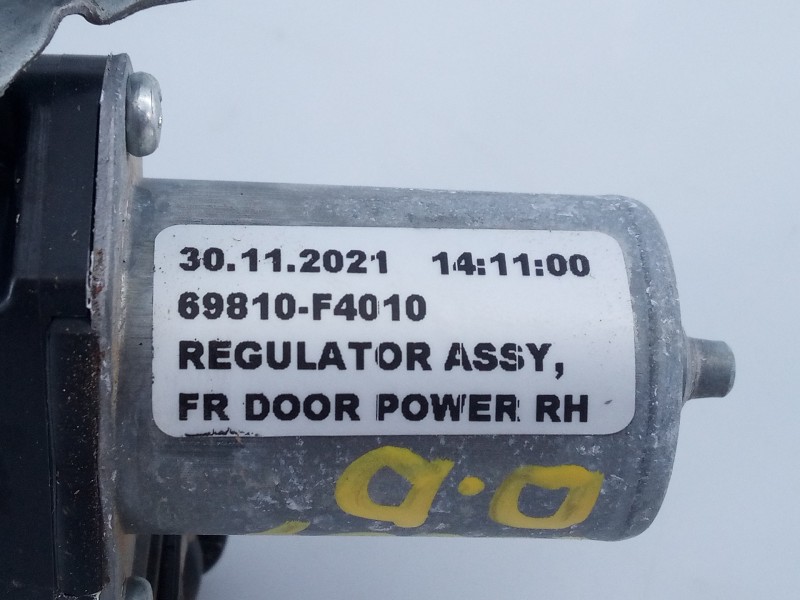 30.11.2021 14:11:00
69810-F4010
REGULATOR ASSY,
FR DOOR POWER RH
D.D